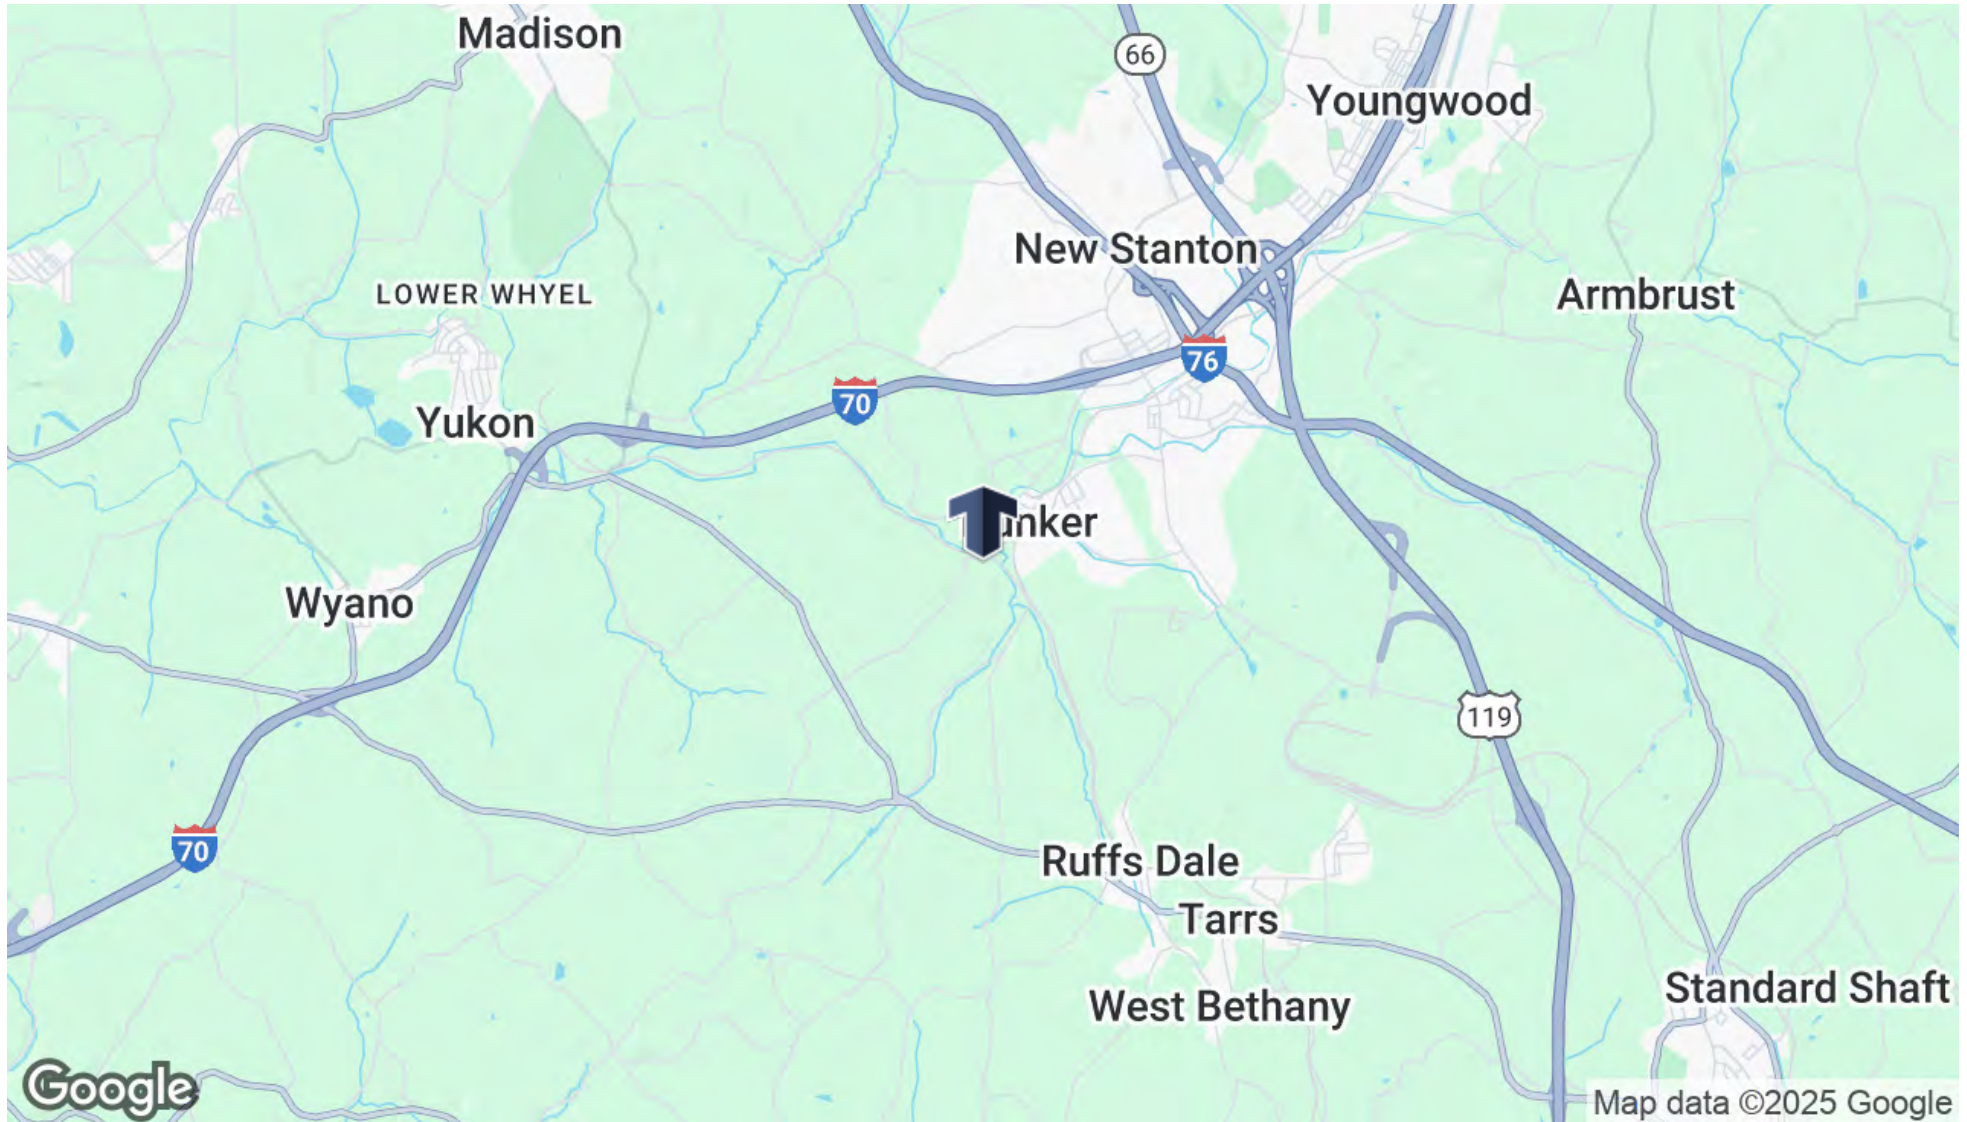 Madison
66
Youngwood
New Stanton
LOWER WHYEL
Armbrust
76
70
Yukon
unker
Wyano
119
70
Ruffs Dale
Tarrs
Standard Shaft
West Bethany
Google
Map data ©2025 Google